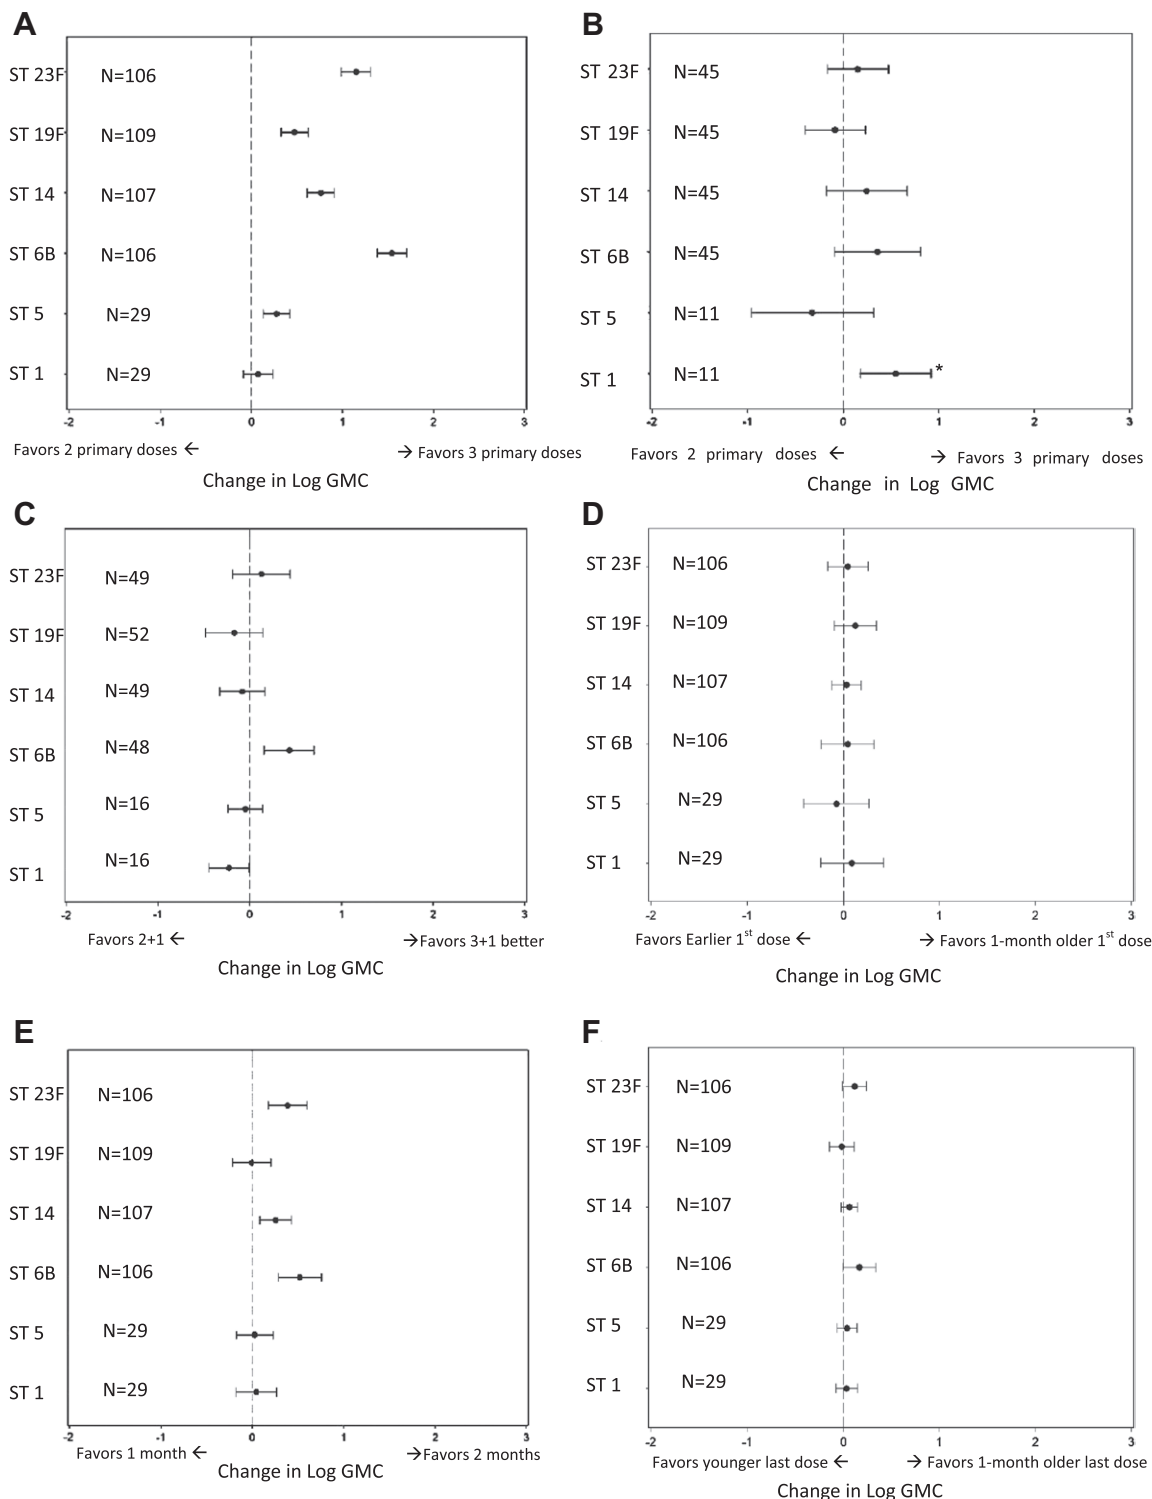 A
ST 23F N=106
ST 19F N=109
ST 14 N=107
ST 6B N=106
ST 5 N=29
ST 1 N=29
-2 -1 0 1 2 3
Favors 2 primary doses ← → Favors 3 primary doses
Change in Log GMC
B
ST 23F N=45
ST 19F N=45
ST 14 N=45
ST 6B N=45
ST 5 N=11
ST 1 N=11 *
-2 -1 0 1 2 3
Favors 2 primary doses ← → Favors 3 primary doses
Change in Log GMC
C
ST 23F N=49
ST 19F N=52
ST 14 N=49
ST 6B N=48
ST 5 N=16
ST 1 N=16
-2 -1 0 1 2 3
Favors 2+1 ← → Favors 3+1 better
Change in Log GMC
D
ST 23F N=106
ST 19F N=109
ST 14 N=107
ST 6B N=106
ST 5 N=29
ST 1 N=29
-2 -1 0 1 2 3
Favors Earlier 1st dose ← → Favors 1-month older 1st dose
Change in Log GMC
E
ST 23F N=106
ST 19F N=109
ST 14 N=107
ST 6B N=106
ST 5 N=29
ST 1 N=29
-2 -1 0 1 2 3
Favors 1 month ← → Favors 2 months
Change in Log GMC
F
ST 23F N=106
ST 19F N=109
ST 14 N=107
ST 6B N=106
ST 5 N=29
ST 1 N=29
-2 -1 0 1 2 3
Favors younger last dose ← → Favors 1-month older last dose
Change in Log GMC